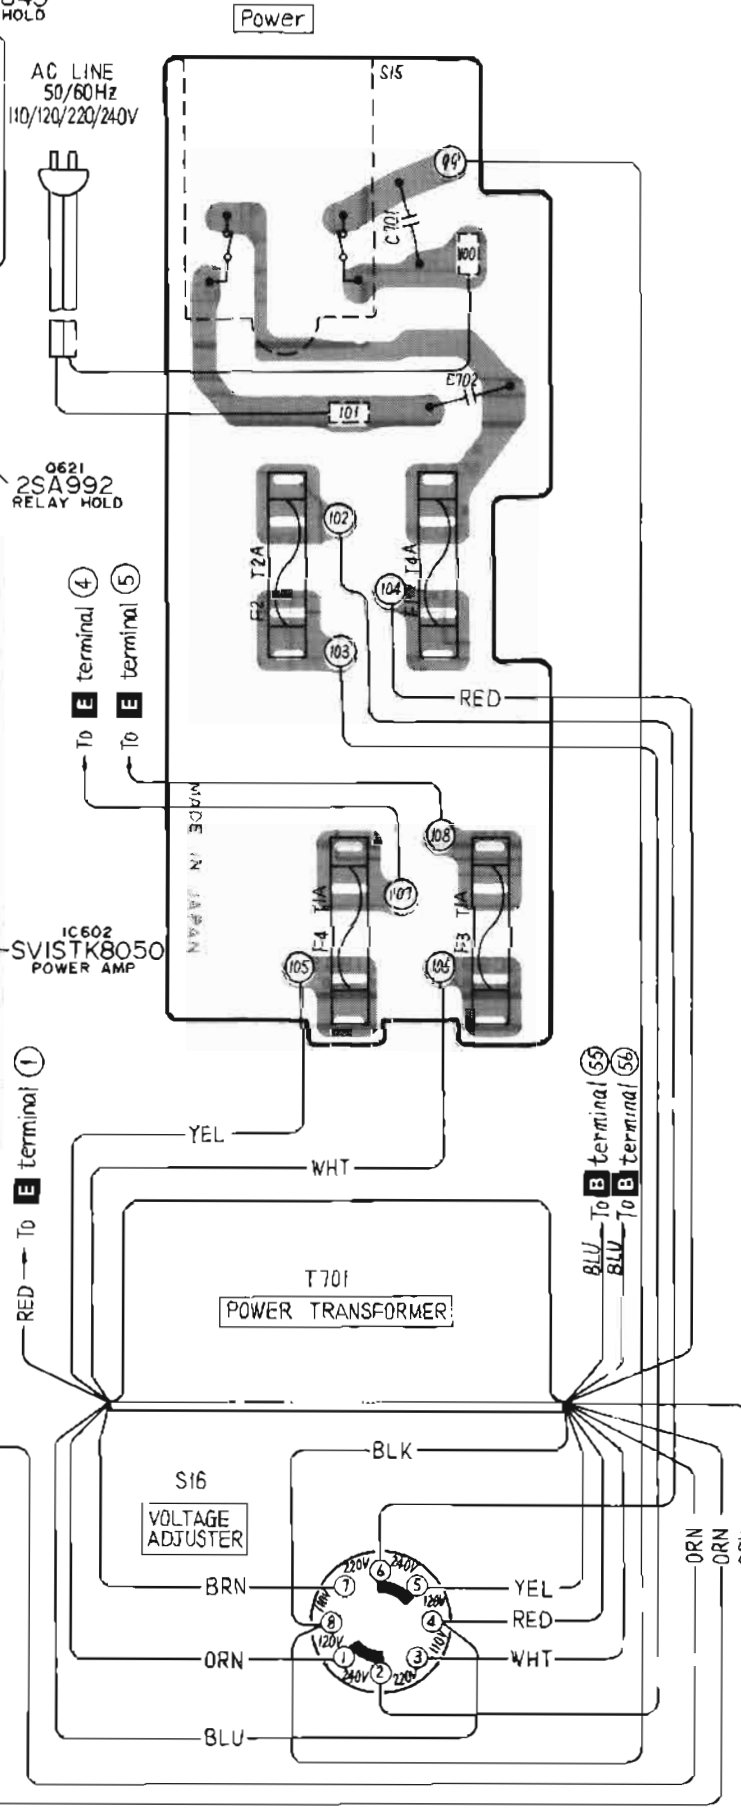 HOLD
Power
AC LINE
50/60Hz
110/120/220/240V
S15
99
C701
100
E702
101
Q621
2SA992
RELAY HOLD
102
T2A
F2
T4A
104
103
To E terminal 4
To E terminal 5
RED
MADE IN JAPAN
108
107
T1A
F4
T1A
F3
105
106
IC602
SVISTK8050
POWER AMP
YEL
WHT
RED To E terminal 1
BLU To B terminal 55
BLU To B terminal 56
T701
POWER TRANSFORMER
BLK
S16
VOLTAGE
ADJUSTER
BRN
ORN
BLU
YEL
RED
WHT
220V
6
240V
7
5
120V
8
4
110V
120V
1
3
240V
2
220V
ORN
ORN